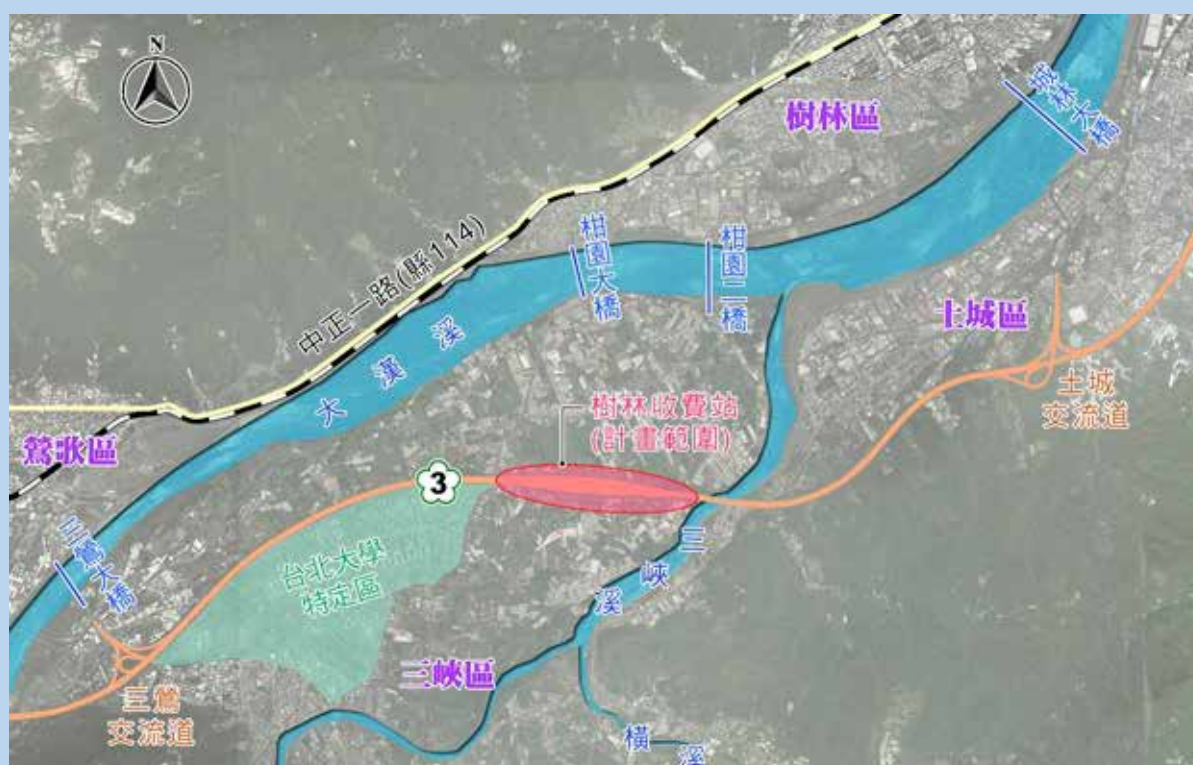 N
樹林區
城林大橋
中正一路(縣114)
柑園大橋
柑園二橋
土城區
大漢溪
樹林收費站
(計畫範圍)
土城
交流道
鶯歌區
3
三鶯大橋
台北大學
特定區
三峽溪
三峽區
三鶯
交流道
橫溪